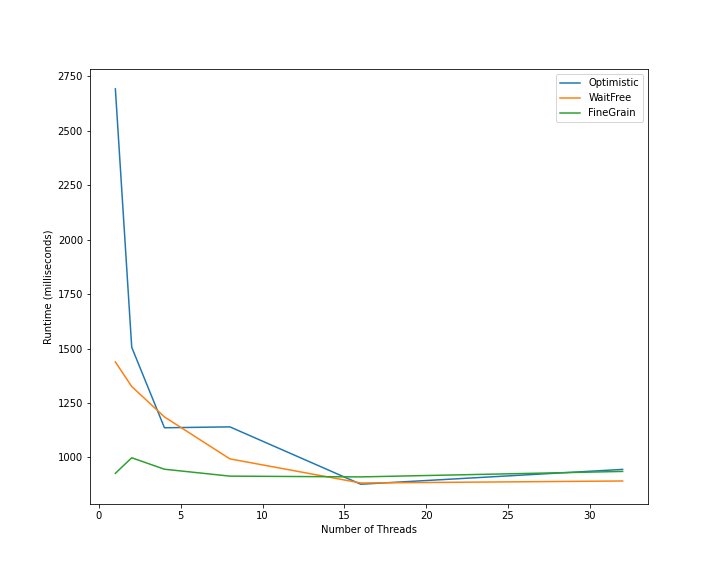 Optimistic
WaitFree
FineGrain
Runtime (milliseconds)
2750
2500
2250
2000
1750
1500
1250
1000
0 5 10 15 20 25 30
Number of Threads